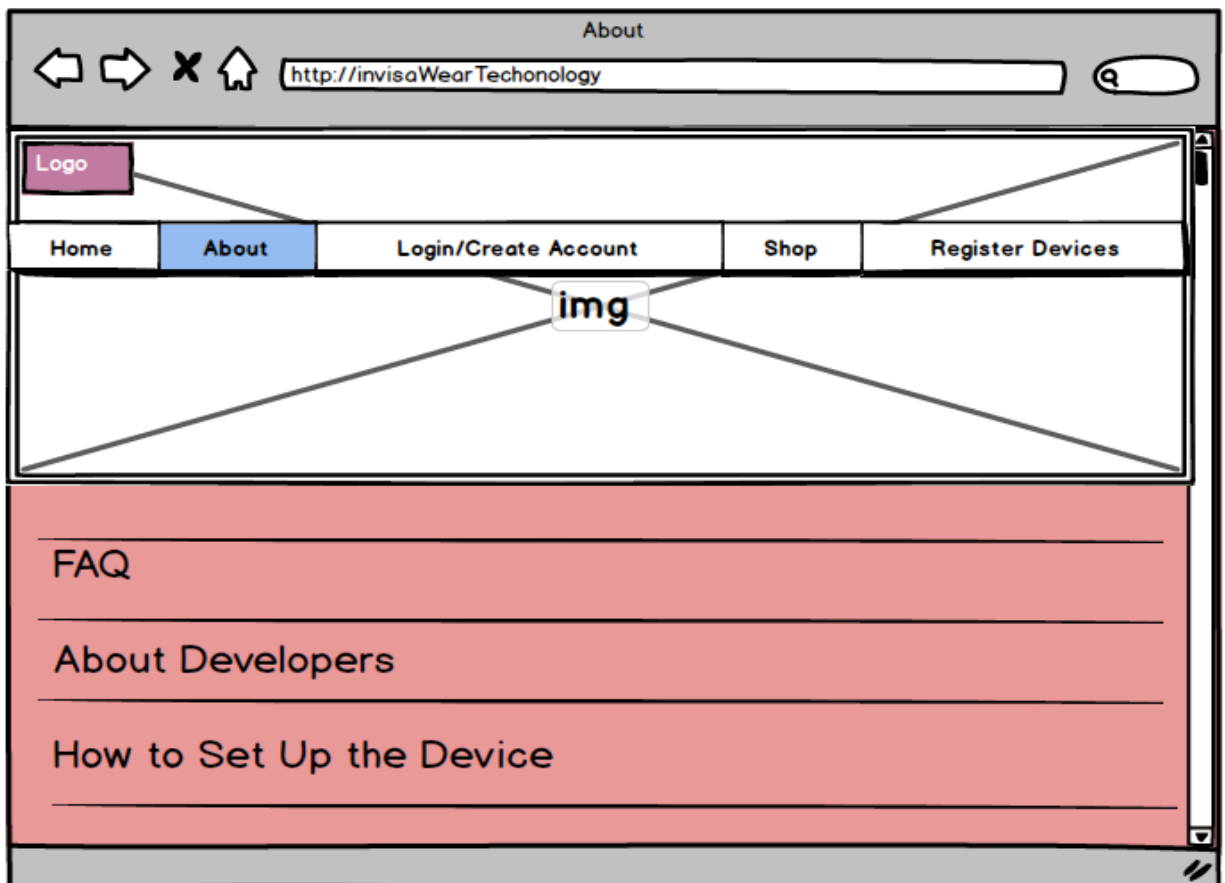 About
http://invisaWearTechonology
Logo
Home About Login/Create Account Shop Register Devices
img
FAQ
About Developers
How to Set Up the Device